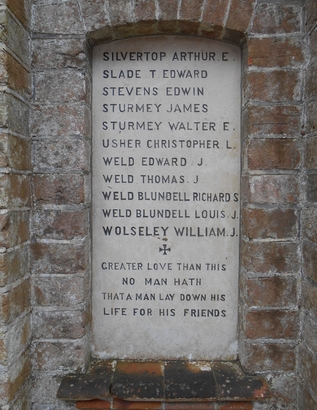 SILVERTOP ARTHUR. E.
SLADE T EDWARD
STEVENS EDWIN
STURMEY JAMES
STURMEY WALTER E.
USHER CHRISTOPHER L.
WELD EDWARD. J.
WELD THOMAS. J
WELD BLUNDELL RICHARD S
WELD BLUNDELL LOUIS. J.
WOLSELEY WILLIAM. J.
GREATER LOVE THAN THIS
NO MAN HATH
THAT A MAN LAY DOWN HIS
LIFE FOR HIS FRIENDS